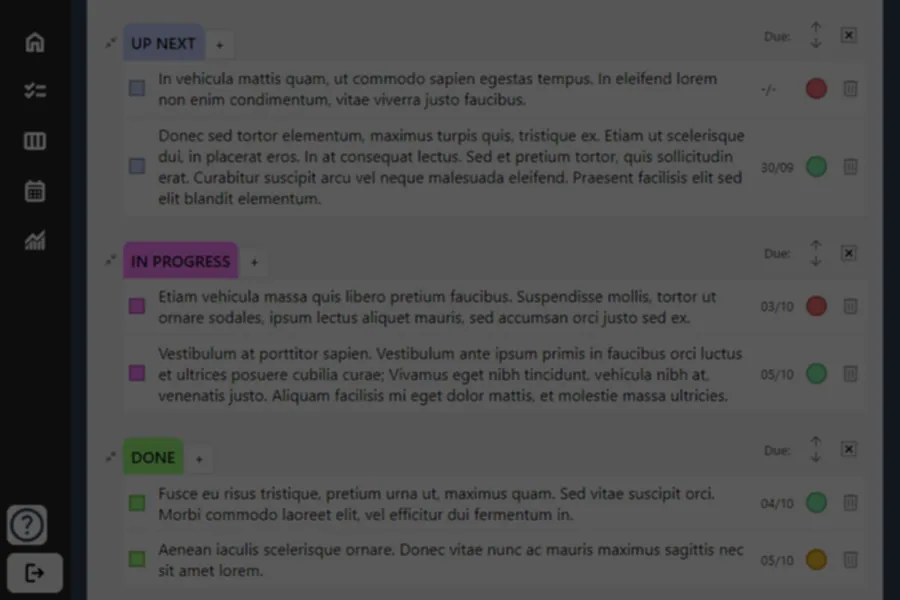 UP NEXT + Due:
In vehicula mattis quam, ut commodo sapien egestas tempus. In eleifend lorem
non enim condimentum, vitae viverra justo faucibus.
-/-
Donec sed tortor elementum, maximus turpis quis, tristique ex. Etiam ut scelerisque
dui, in placerat eros. In at consequat lectus. Sed et pretium tortor, quis sollicitudin
erat. Curabitur suscipit arcu vel neque malesuada eleifend. Praesent facilisis elit sed
elit blandit elementum.
30/09
IN PROGRESS + Due:
Etiam vehicula massa quis libero pretium faucibus. Suspendisse mollis, tortor ut
ornare sodales, ipsum lectus aliquet mauris, sed accumsan orci justo sed ex.
03/10
Vestibulum at porttitor sapien. Vestibulum ante ipsum primis in faucibus orci luctus
et ultrices posuere cubilia curae; Vivamus eget nibh tincidunt, vehicula nibh at,
venenatis justo. Aliquam facilisis mi eget dolor mattis, et molestie massa ultricies.
05/10
DONE + Due:
Fusce eu risus tristique, pretium urna ut, maximus quam. Sed vitae suscipit orci.
Morbi commodo laoreet elit, vel efficitur dui fermentum in.
04/10
Aenean iaculis scelerisque ornare. Donec vitae nunc ac mauris maximus sagittis nec
sit amet lorem.
05/10
?